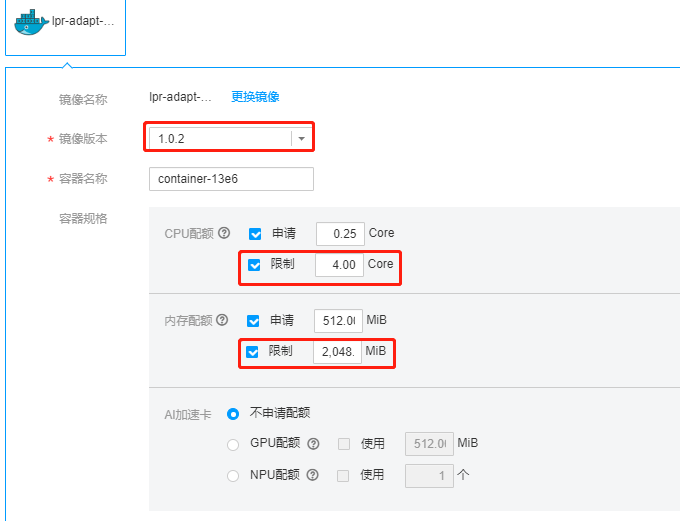 lpr-adapt-...
镜像名称 lpr-adapt-... 更换镜像
* 镜像版本 1.0.2
* 容器名称 container-13e6
容器规格
CPU配额 ? 申请 0.25 Core
限制 4.00 Core
内存配额 ? 申请 512.00 MiB
限制 2,048. MiB
AI加速卡 不申请配额
GPU配额 ? 使用 512.00 MiB
NPU配额 ? 使用 1 个